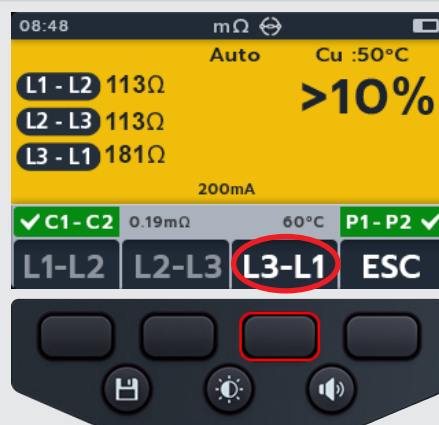 08:48 mΩ
Auto Cu :50°C
L1 - L2 113Ω >10%
L2 - L3 113Ω
L3 - L1 181Ω
200mA
✓ C1-C2 0.19mΩ 60°C P1-P2 ✓
L1-L2 L2-L3 L3-L1 ESC